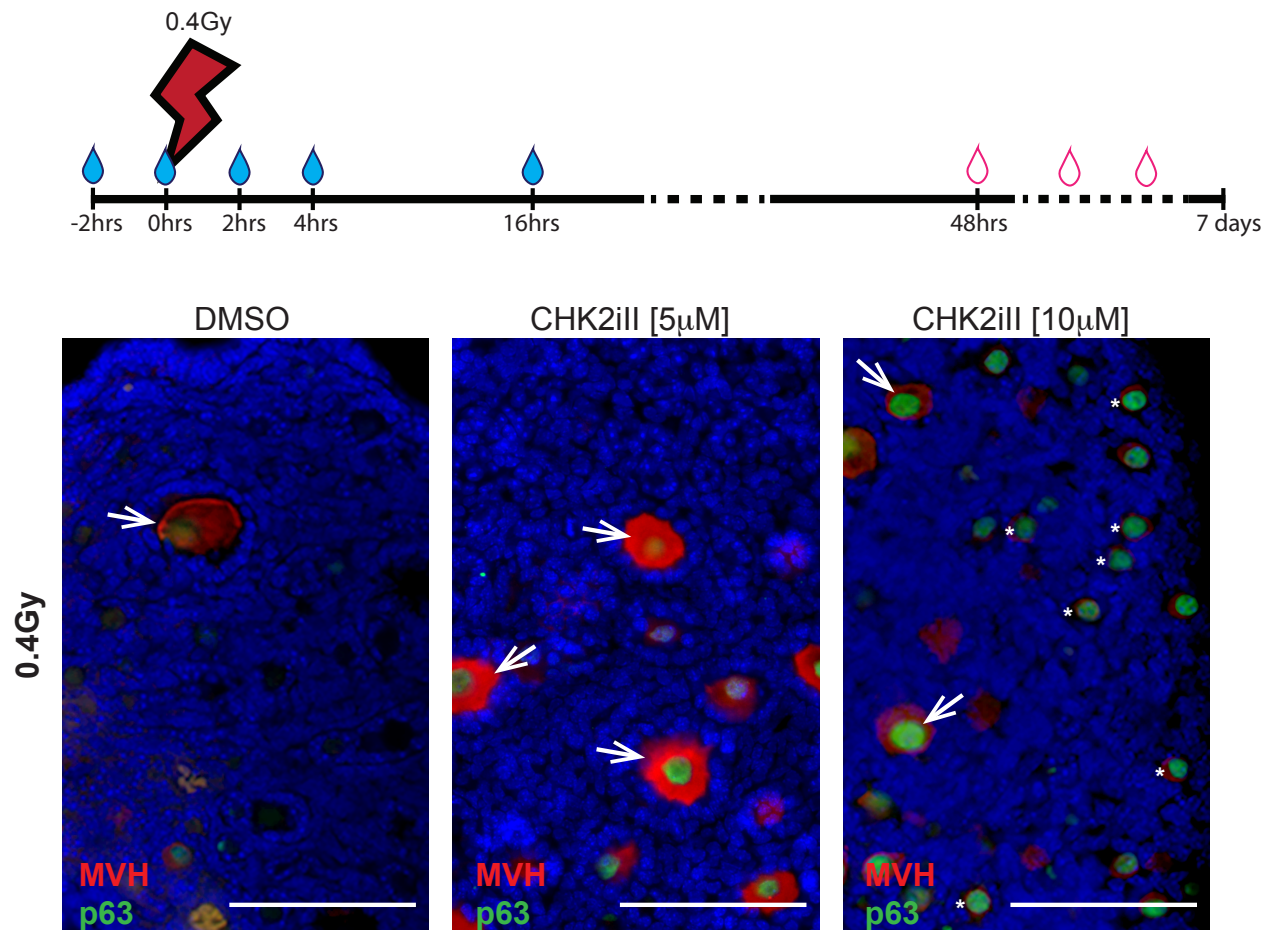 0.4Gy
-2hrs 0hrs 2hrs 4hrs 16hrs 48hrs 7 days
DMSO CHK2iII [5μM] CHK2iII [10μM]
0.4Gy
* * * * * * *
MVH MVH MVH
p63 p63 p63